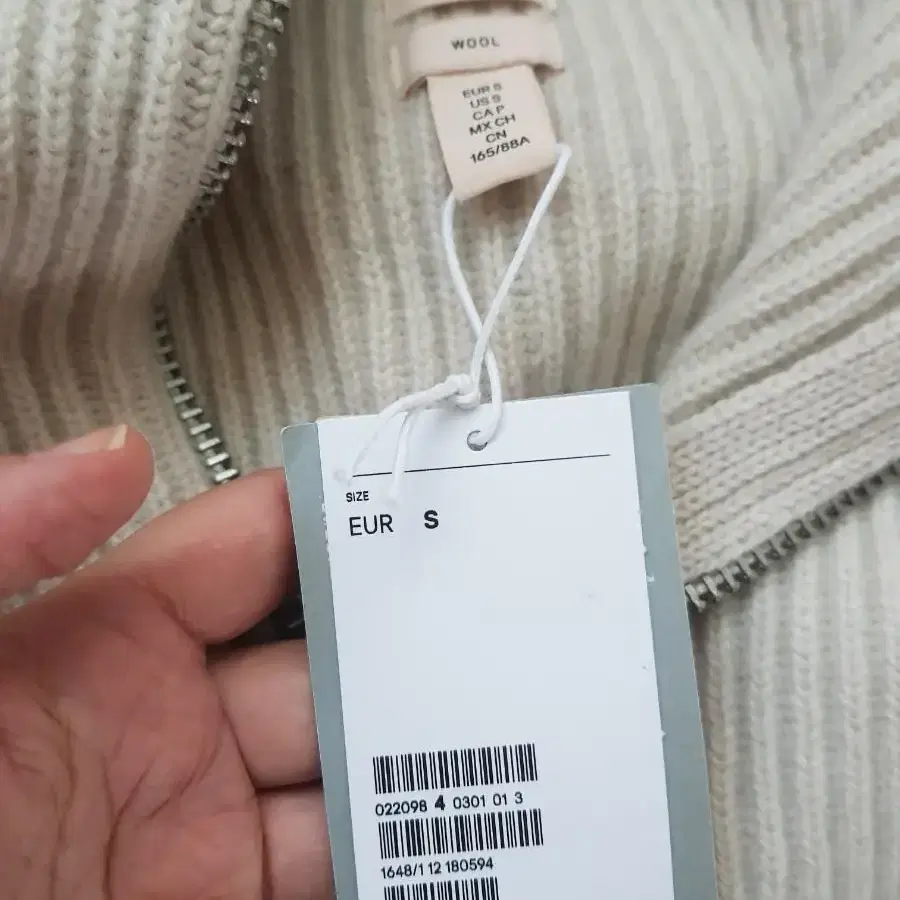 WOOL
EUR S
US S
CA P
MX CH
CN
165/88A
SIZE
EUR S
022098 4 0301 01 3
1648/1 12 180594